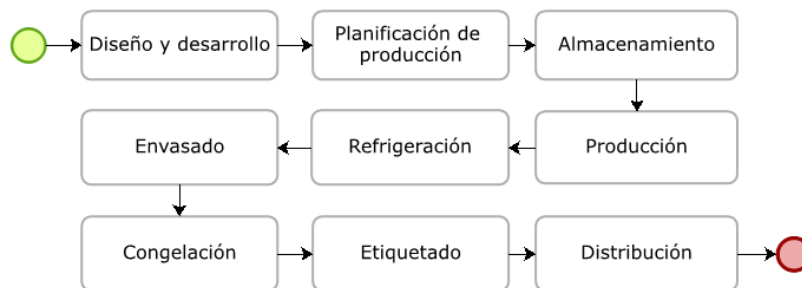 Diseño y desarrollo
Planificación de
producción
Almacenamiento
Envasado
Refrigeración
Producción
Congelación
Etiquetado
Distribución